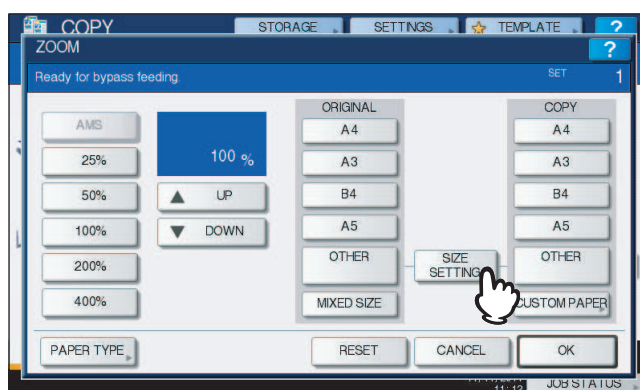 COPY
STORAGE
SETTINGS
TEMPLATE
?
ZOOM
?
Ready for bypass feeding.
SET
1
AMS
25%
50%
100%
200%
400%
100 %
UP
DOWN
ORIGINAL
A4
A3
B4
A5
OTHER
MIXED SIZE
SIZE
SETTING
COPY
A4
A3
B4
A5
OTHER
CUSTOM PAPER
PAPER TYPE
RESET
CANCEL
OK
JOB STATUS